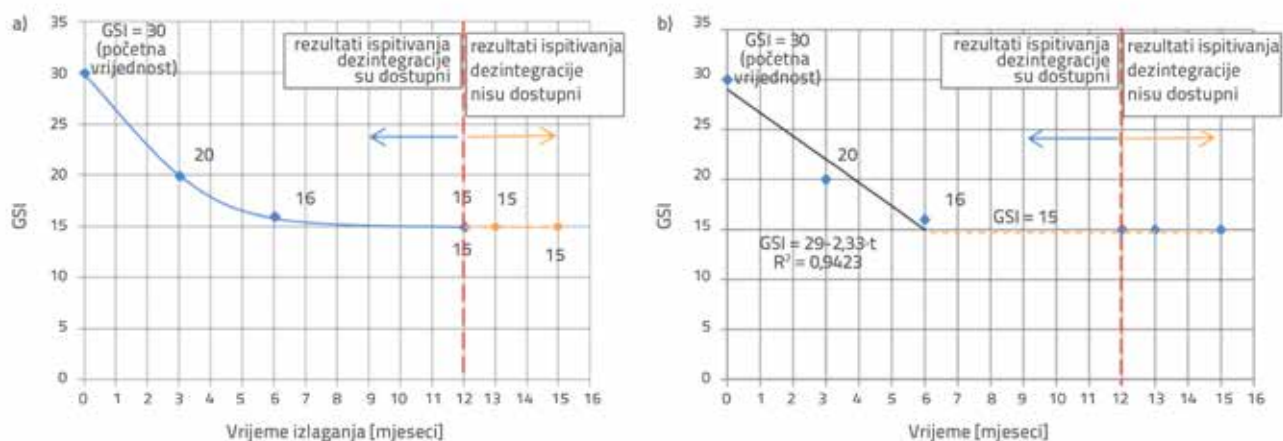 a)
GSI = 30
(početna
vrijednost)
rezultati ispitivanja
dezintegracije
su dostupni
rezultati ispitivanja
dezintegracije
nisu dostupni
35
30
25
20
15
10
5
0
GSI
20
16
15
15
15
15
0 1 2 3 4 5 6 7 8 9 10 11 12 13 14 15 16
Vrijeme izlaganja [mjeseci]
b)
GSI = 30
(početna
vrijednost)
rezultati ispitivanja
dezintegracije
su dostupni
rezultati ispitivanja
dezintegracije
nisu dostupni
35
30
25
20
15
10
5
0
GSI
20
16
GSI = 15
GSI = 29-2,33·t
R² = 0,9423
0 1 2 3 4 5 6 7 8 9 10 11 12 13 14 15 16
Vrijeme izlaganja [mjeseci]